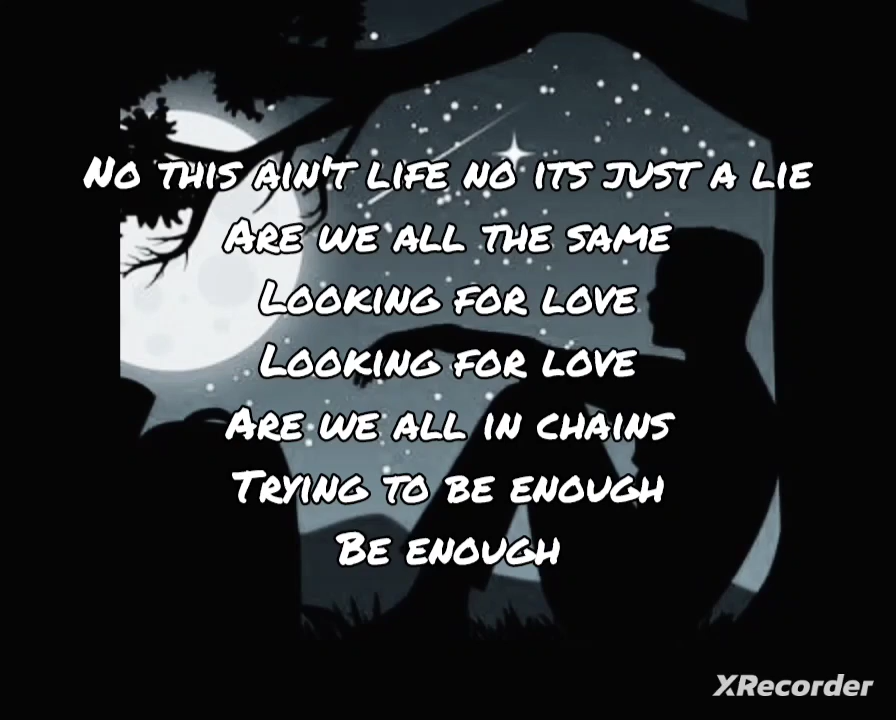 No this ain't life no its just a lie
Are we all the same
Looking for love
Looking for love
Are we all in chains
Trying to be enough
Be enough
XRecorder